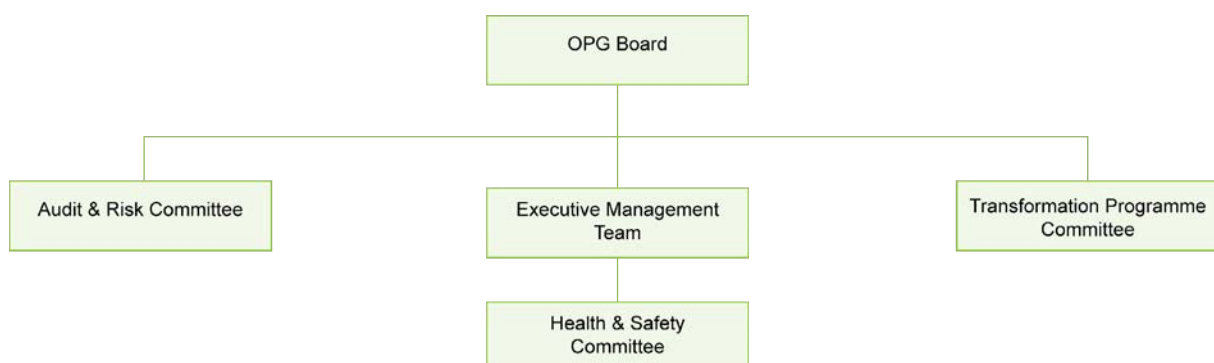 OPG Board
Audit & Risk Committee
Executive Management
Team
Transformation Programme
Committee
Health & Safety
Committee